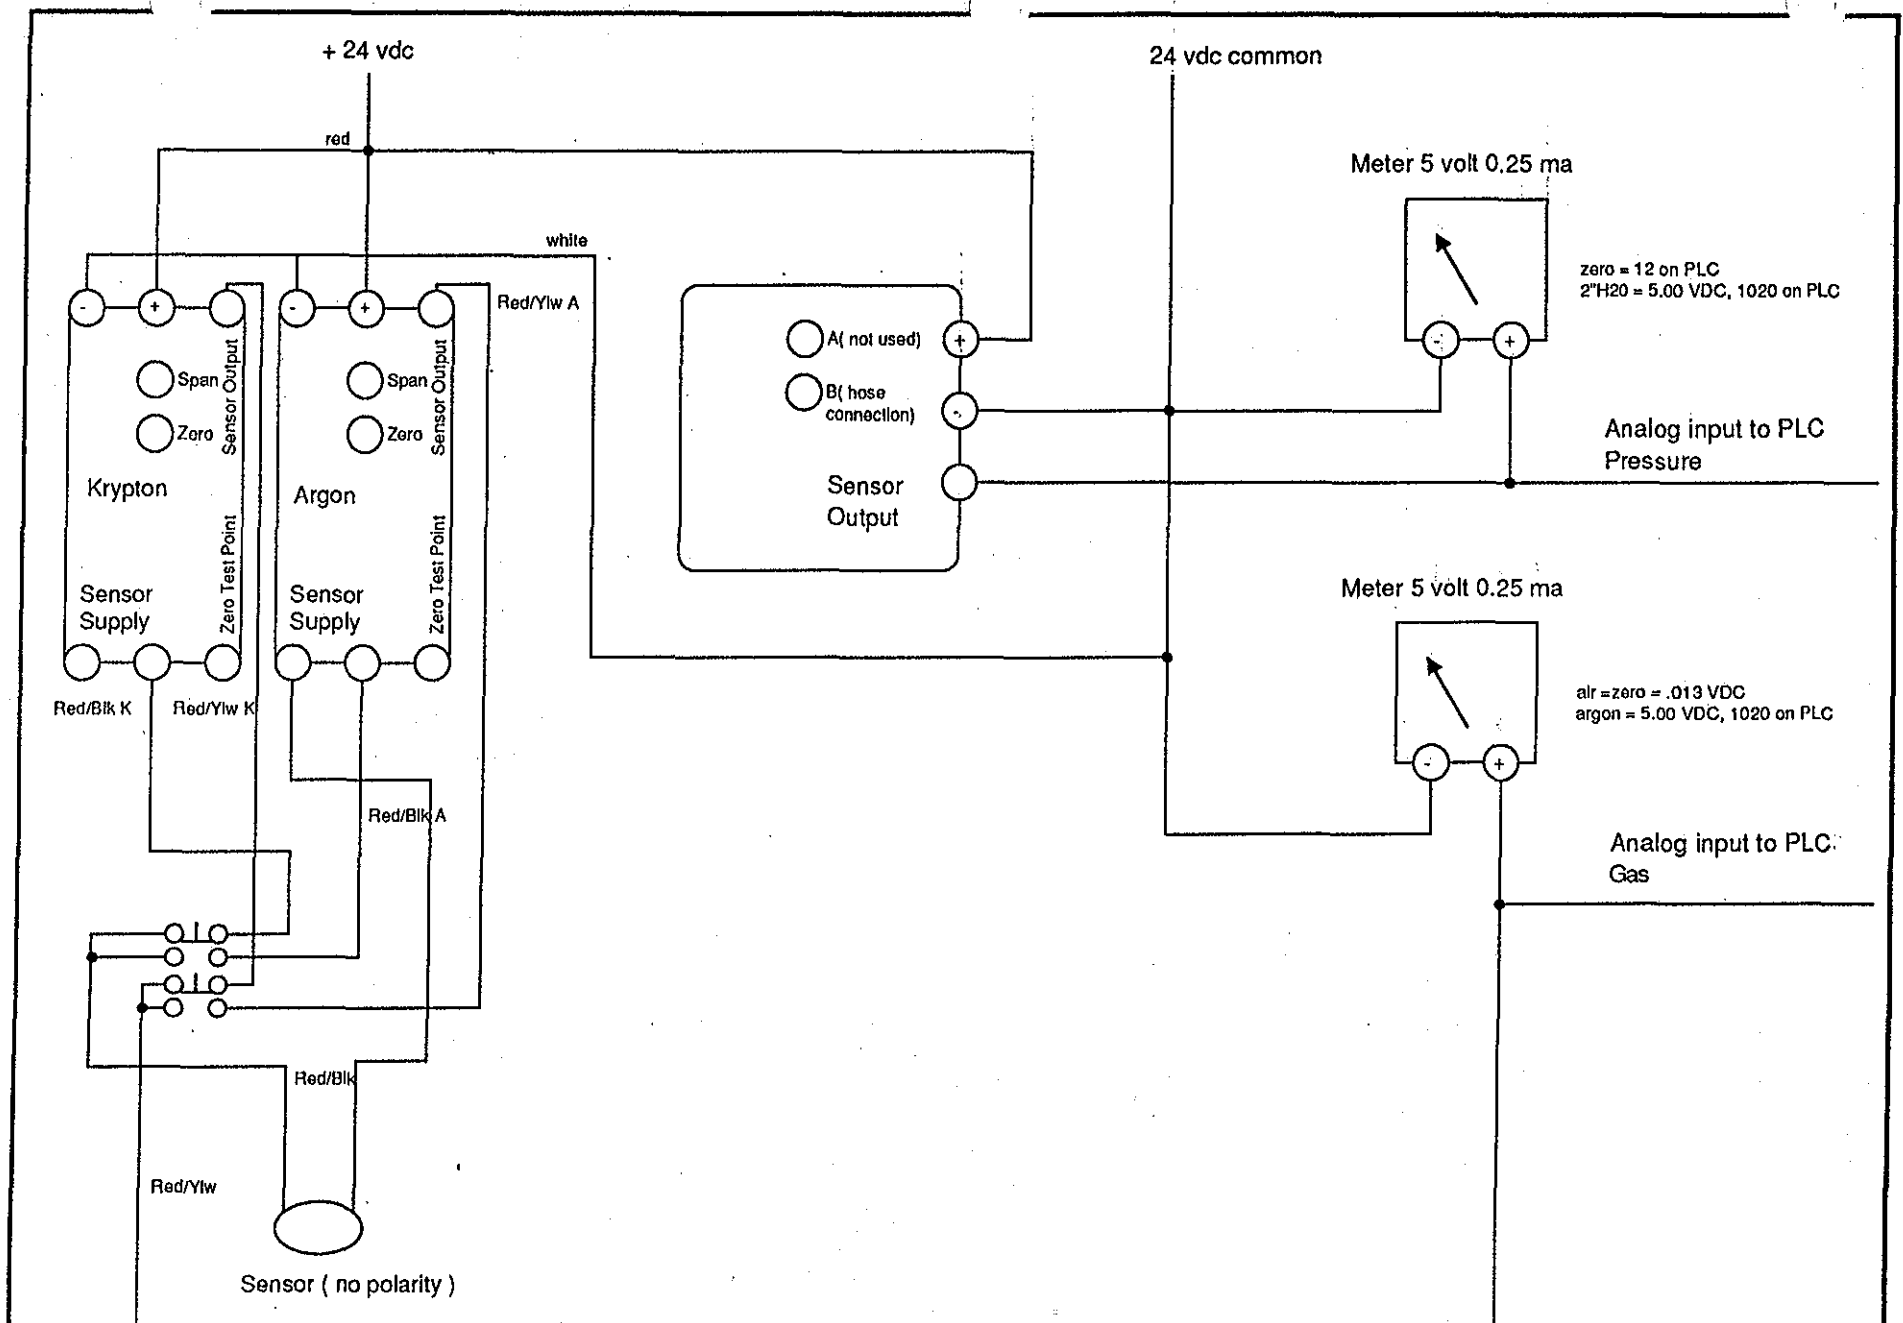 + 24 vdc
24 vdc common
red
Meter 5 volt 0.25 ma
white
zero = 12 on PLC
2"H20 = 5.00 VDC, 1020 on PLC
Red/Ylw A
-
+
-
+
A( not used)
+
-
+
Span
Span
B( hose
connection)
-
Zero
Zero
Sensor Output
Sensor Output
Analog input to PLC
Pressure
Krypton
Argon
Sensor
Output
Sensor
Supply
Sensor
Supply
Zero Test Point
Zero Test Point
Meter 5 volt 0.25 ma
Red/Blk K
Red/Ylw K
air =zero = .013 VDC
argon = 5.00 VDC, 1020 on PLC
-
+
Red/Blk A
Analog input to PLC
Gas
Red/Blk
Red/Ylw
Sensor ( no polarity )